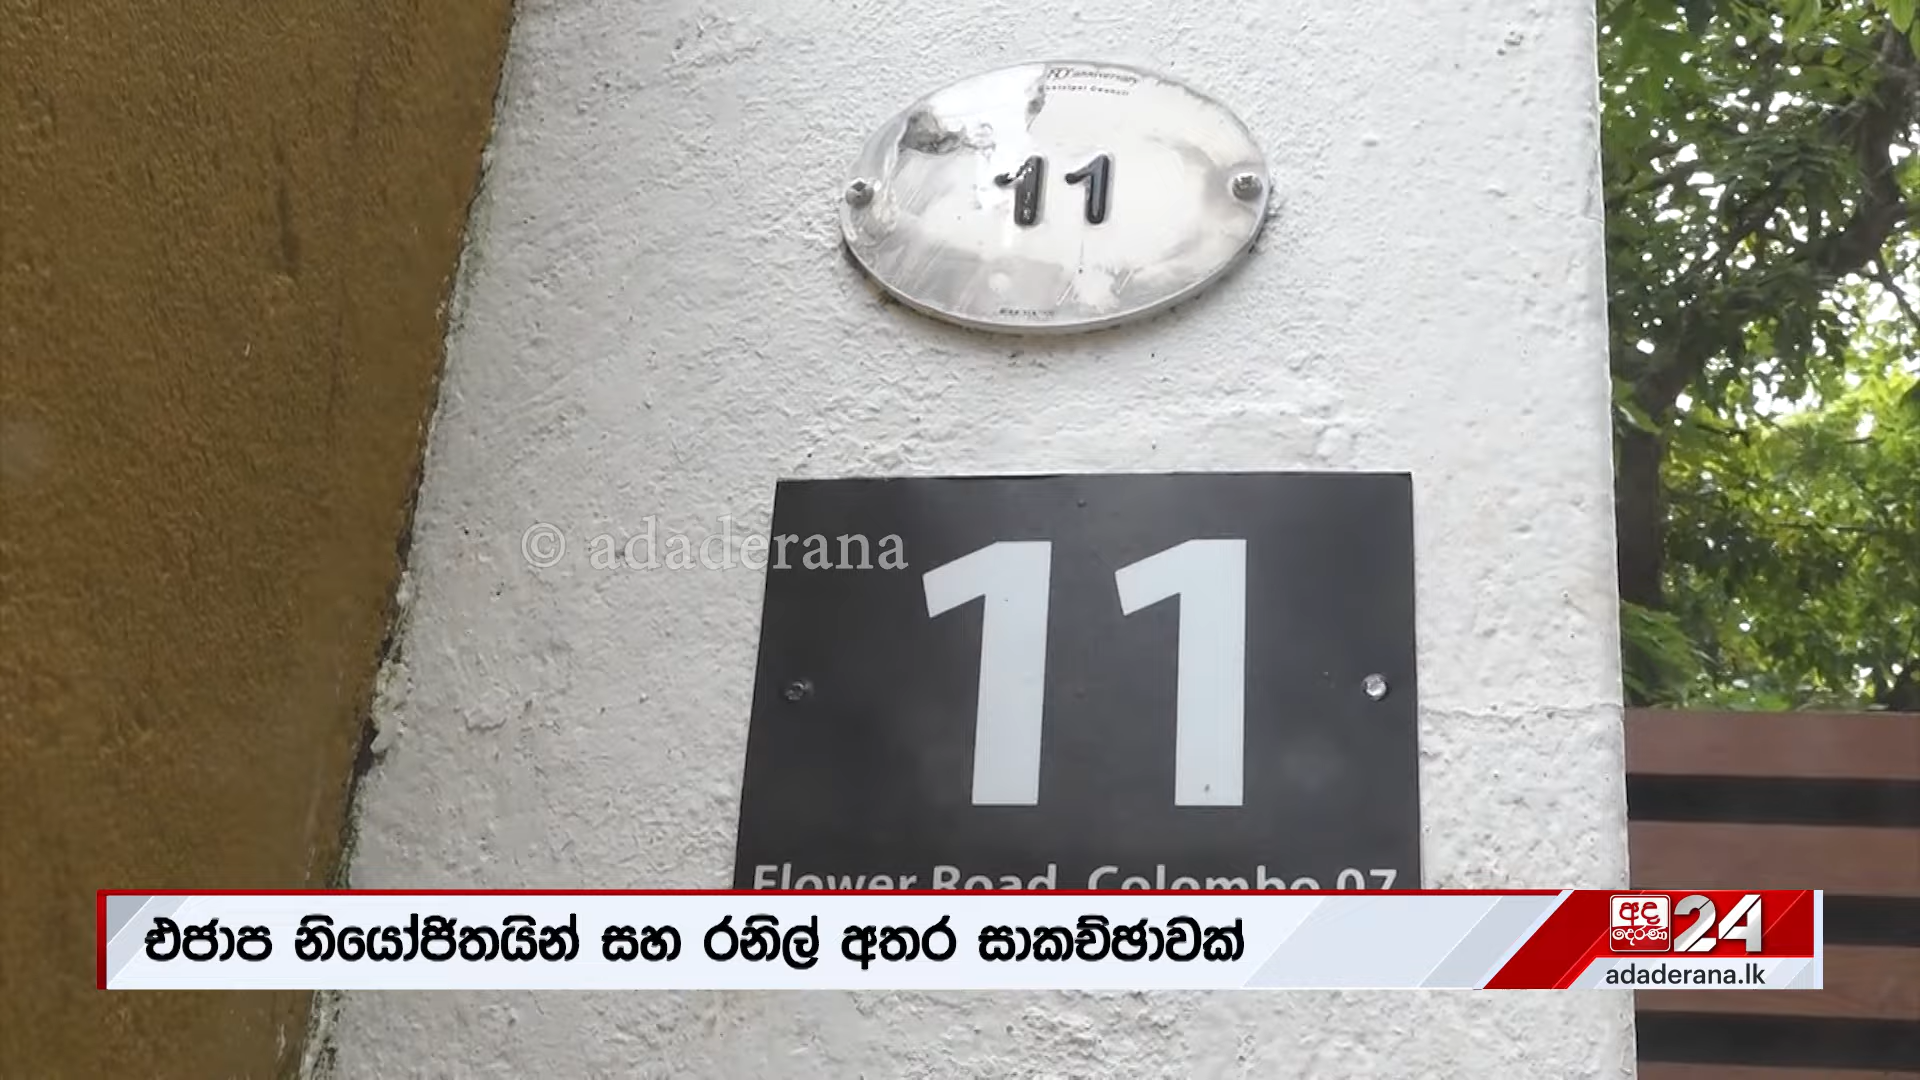 anniversary
11
© adaderana
11
Flower Road, Colombo 07
එජාප නියෝජිතයින් සහ රනිල් අතර සාකච්ඡාවක්
අද දෙරණ 24
adaderana.lk